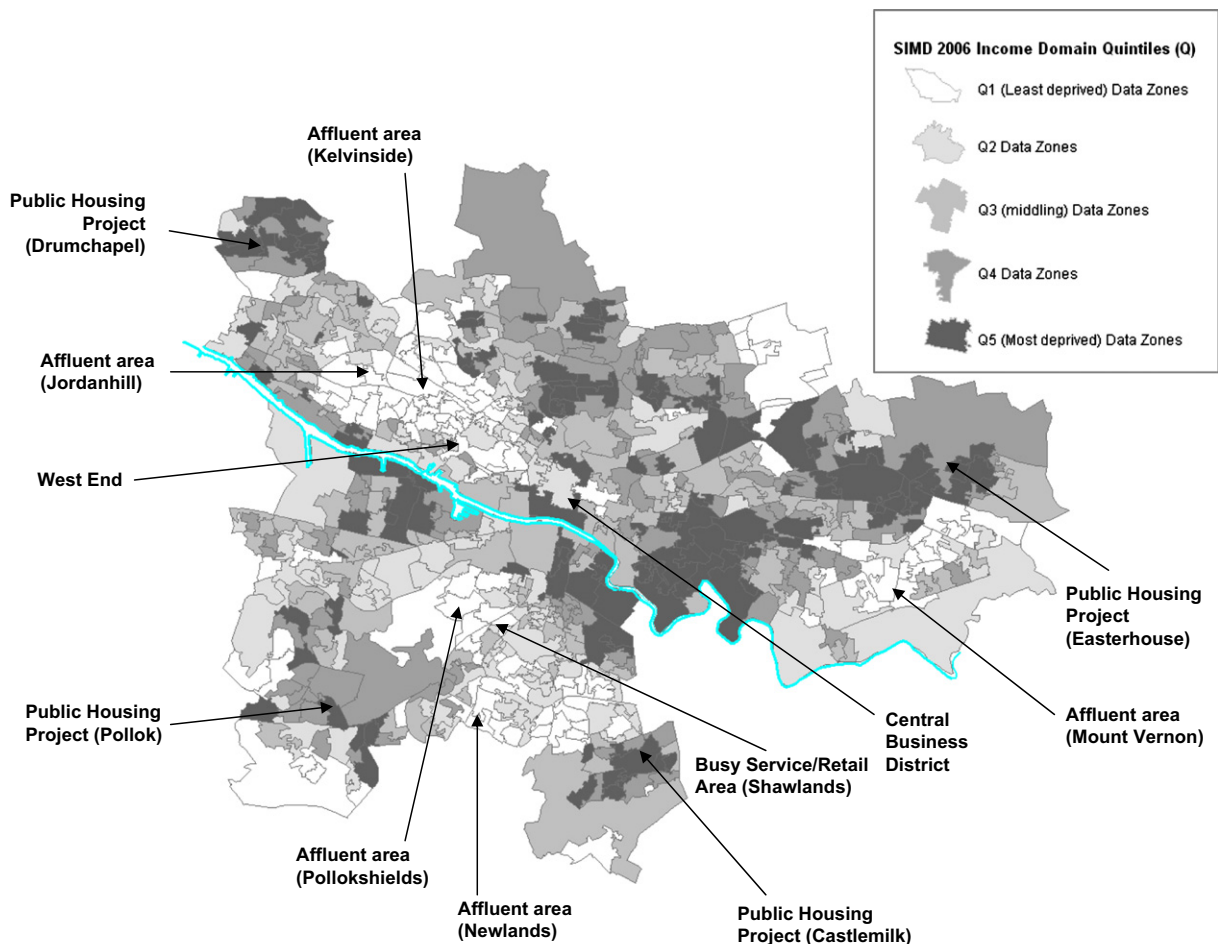 SIMD 2006 Income Domain Quintiles (Q)
Q1 (Least deprived) Data Zones
Q2 Data Zones
Q3 (middling) Data Zones
Q4 Data Zones
Q5 (Most deprived) Data Zones
Affluent area
(Kelvinside)
Public Housing
Project
(Drumchapel)
Affluent area
(Jordanhill)
West End
Public Housing
Project (Pollok)
Affluent area
(Pollokshields)
Affluent area
(Newlands)
Busy Service/Retail
Area (Shawlands)
Public Housing
Project (Castlemilk)
Central
Business
District
Affluent area
(Mount Vernon)
Public Housing
Project
(Easterhouse)